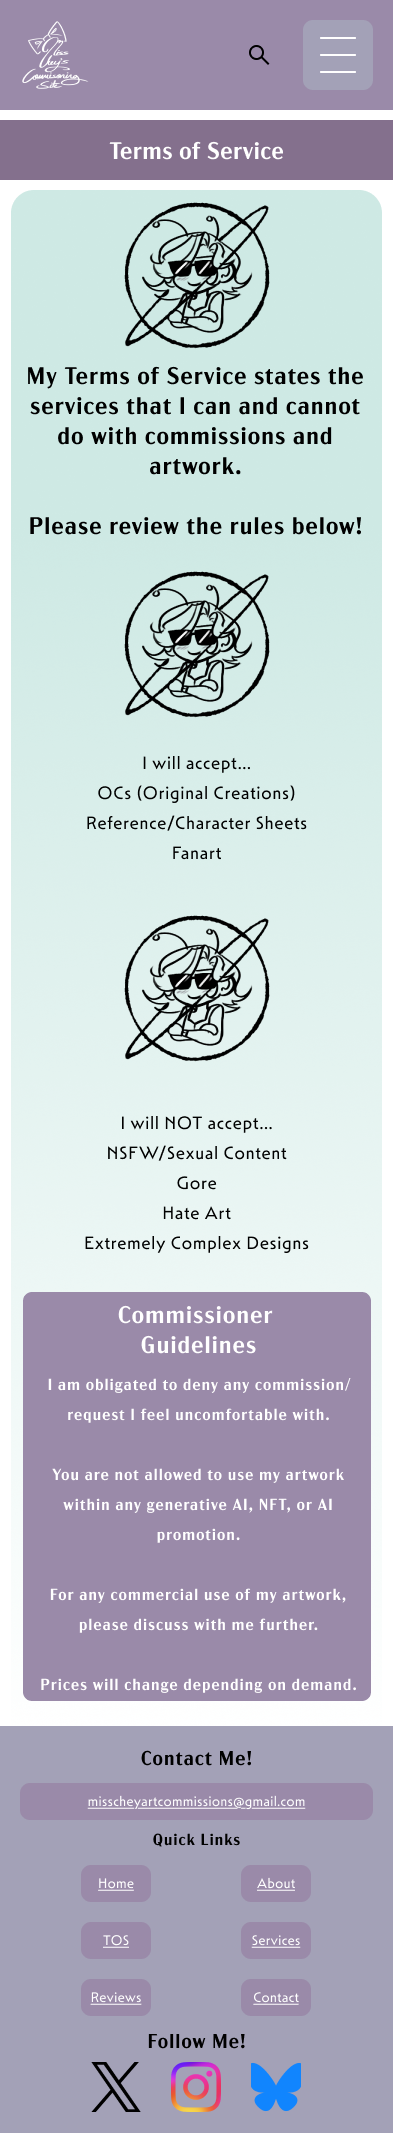 Miss
Chey's
Commissioning
Site
Terms of Service
My Terms of Service states the
services that I can and cannot
do with commissions and
artwork.
Please review the rules below!
I will accept...
OCs (Original Creations)
Reference/Character Sheets
Fanart
I will NOT accept...
NSFW/Sexual Content
Gore
Hate Art
Extremely Complex Designs
Commissioner
Guidelines
I am obligated to deny any commission/
request I feel uncomfortable with.
You are not allowed to use my artwork
within any generative AI, NFT, or AI
promotion.
For any commercial use of my artwork,
please discuss with me further.
Prices will change depending on demand.
Contact Me!
misscheyartcommissions@gmail.com
Quick Links
Home
About
TOS
Services
Reviews
Contact
Follow Me!